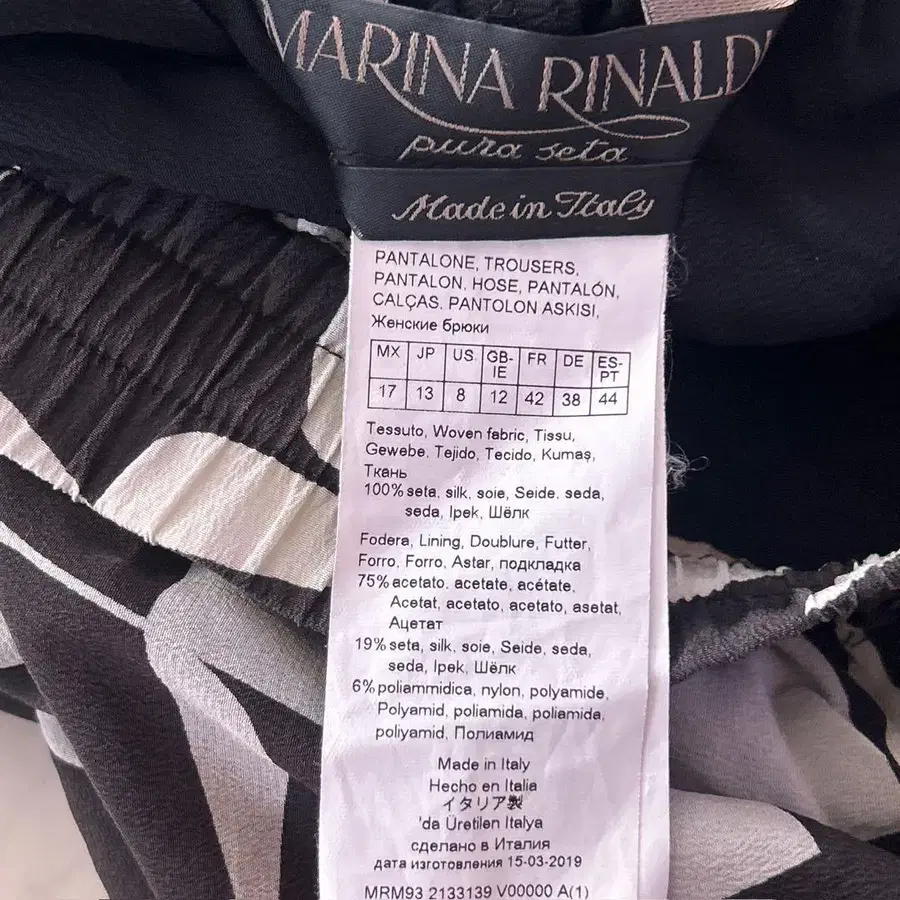 MARINA RINALDI
pura seta
Made in Italy
PANTALONE, TROUSERS,
PANTALON, HOSE, PANTALÓN,
CALÇAS. PANTOLON ASKISI,
Женские брюки
MX JP US GB-IE FR DE ES-PT
17 13 8 12 42 38 44
Tessuto, Woven fabric, Tissu,
Gewebe, Tejido, Tecido, Kumaş,
Ткань
100% seta, silk, soie, Seide, seda,
seda, Ipek, Шёлк
Fodera, Lining, Doublure, Futter,
Forro, Forro, Astar, подкладка
75% acetato, acetate, acétate,
Acetat, acetato, acetato, asetat,
Ацетат
19% seta, silk, soie, Seide, seda,
seda, Ipek, Шёлк
6% poliammidica, nylon, polyamide,
Polyamid, poliamida, poliamida,
poliyamid, Полиамид
Made in Italy
Hecho en Italia
イタリア製
'da Üretilen Italya
сделано в Италия
дата изготовления 15-03-2019
MRM93 2133139 V00000 A(1)